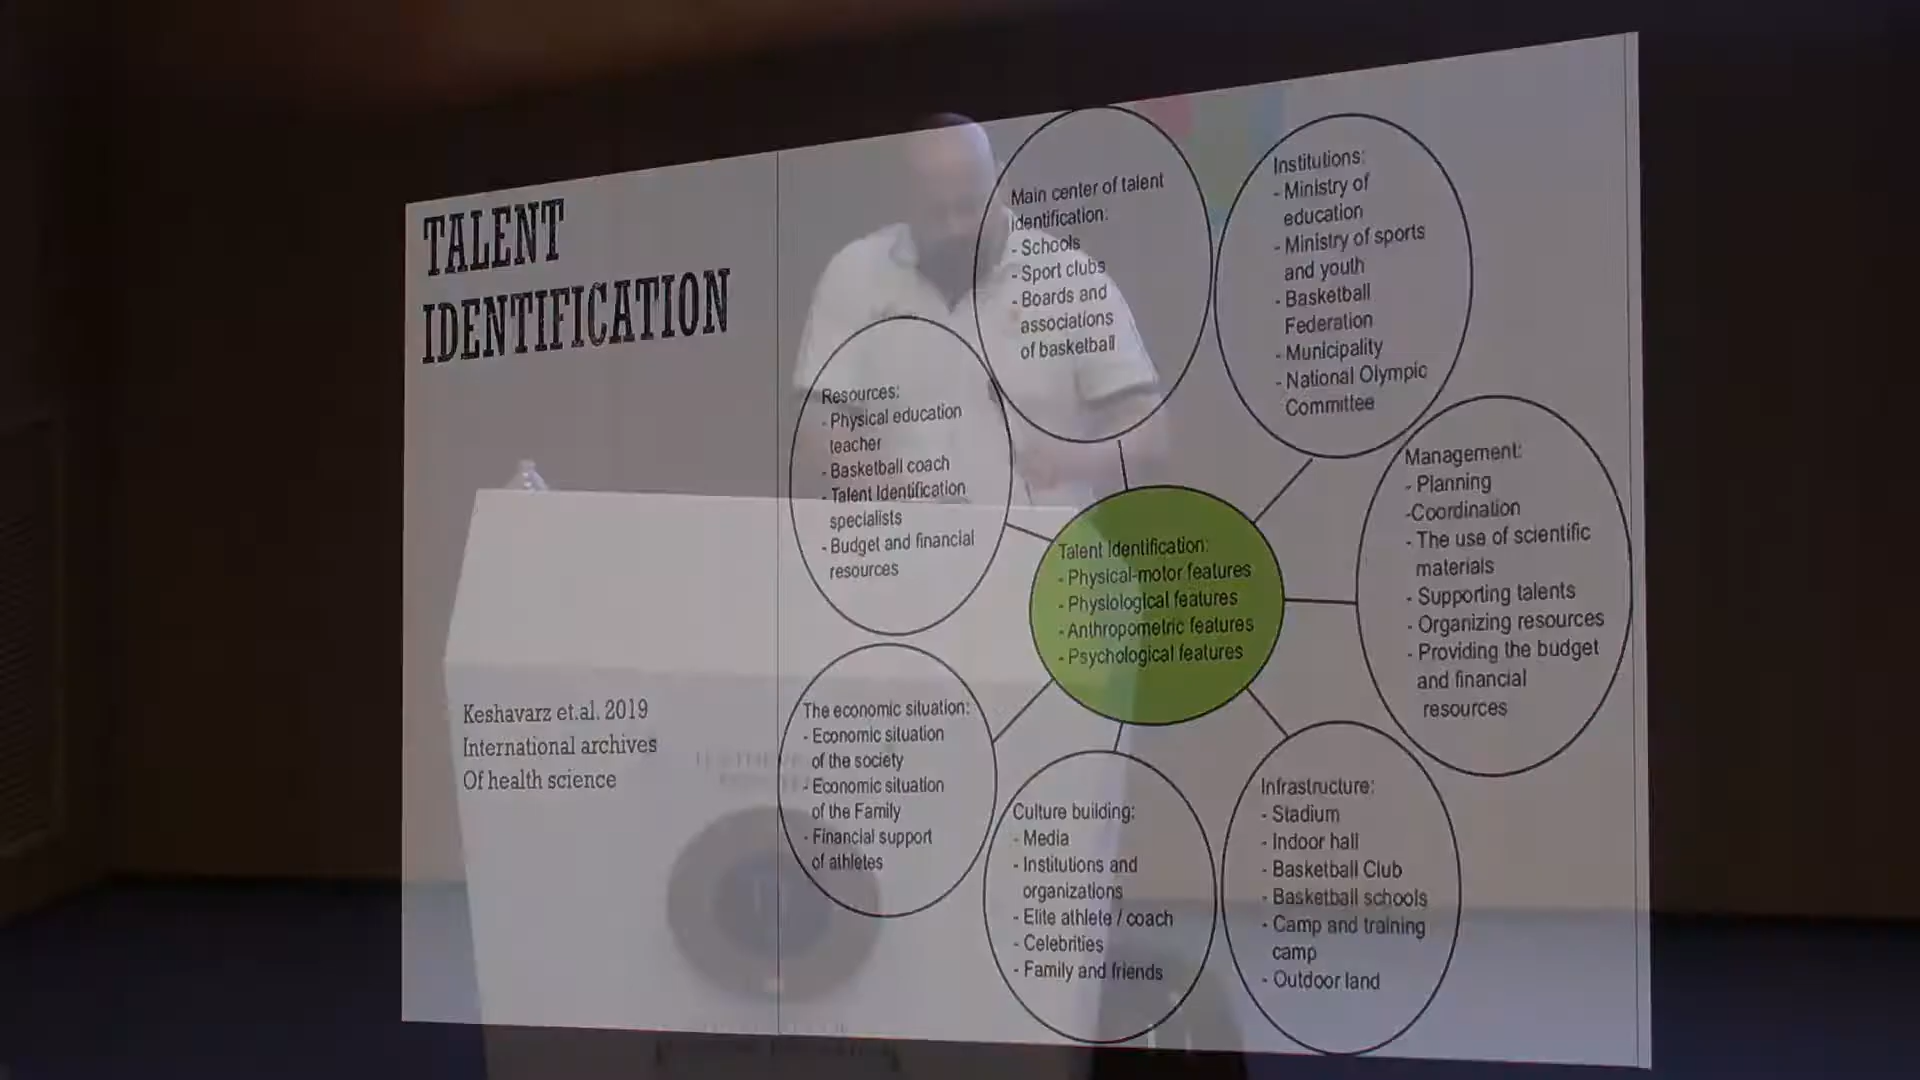 TALENT
IDENTIFICATION
Keshavarz et.al. 2019
International archives
Of health science
Main center of talent
identification:
- Schools
- Sport clubs
- Boards and
associations
of basketball
Institutions:
- Ministry of
education
- Ministry of sports
and youth
- Basketball
Federation
- Municipality
- National Olympic
Committee
Resources:
- Physical education
teacher
- Basketball coach
- Talent Identification
specialists
- Budget and financial
resources
Management:
- Planning
-Coordination
- The use of scientific
materials
- Supporting talents
- Organizing resources
- Providing the budget
and financial
resources
Talent Identification:
- Physical-motor features
- Physiological features
- Anthropometric features
- Psychological features
The economic situation:
- Economic situation
of the society
- Economic situation
of the Family
- Financial support
of athletes
Culture building:
- Media
- Institutions and
organizations
- Elite athlete / coach
- Celebrities
- Family and friends
Infrastructure:
- Stadium
- Indoor hall
- Basketball Club
- Basketball schools
- Camp and training
camp
- Outdoor land